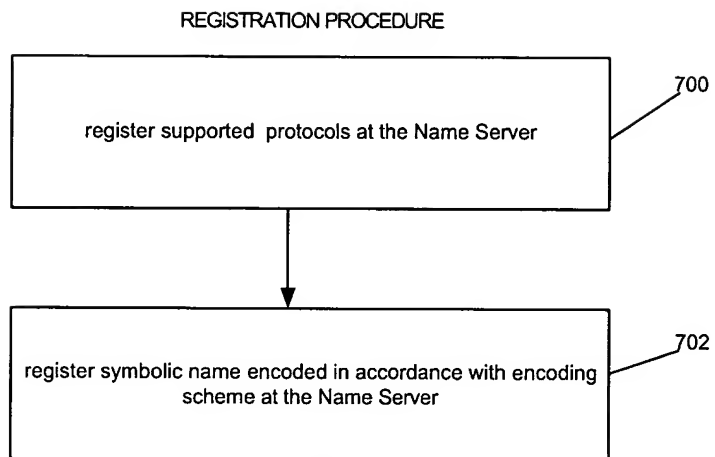 REGISTRATION PROCEDURE
700
register supported protocols at the Name Server
702
register symbolic name encoded in accordance with encoding
scheme at the Name Server